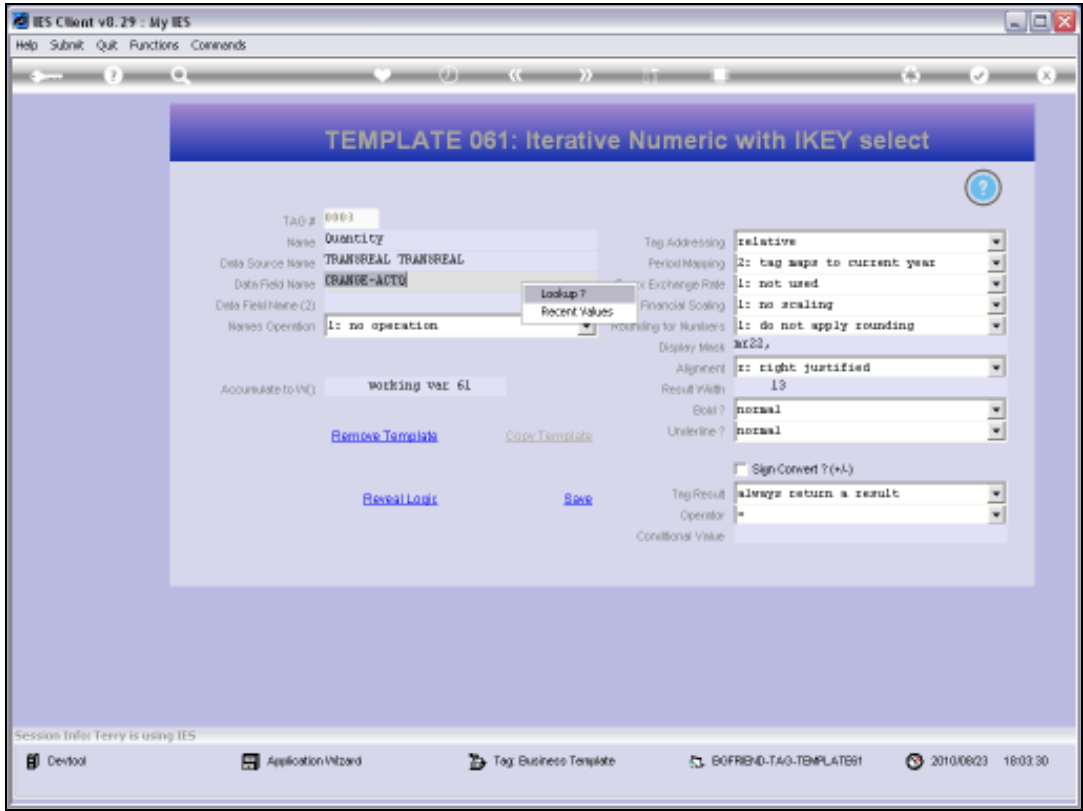 IES Client v8.29 : My IES
Help Submit Quit Functions Commands
TEMPLATE 061: Iterative Numeric with IKEY select
TAG # 0003
Name Quantity
Data Source Name TRANSREAL TRANSREAL
Data Field Name CRANGE-ACTQ
Data Field Name (2)
Names Operation 1: no operation
Lookup ?
Recent Values
Accumulate to W() working var 61
Remove Template Copy Template
Reveal Logic Save
Tag Addressing relative
Period Mapping 2: tag maps to current year
Exchange Rate 1: not used
Financial Scaling 1: no scaling
Rounding for Numbers 1: do not apply rounding
Display Mask mr22,
Alignment r: right justified
Result Width 13
Bold ? normal
Underline ? normal
Sign Convert ? (+/-)
Tag Result always return a result
Operator =
Conditional Value
Session Info: Terry is using IES
Devtool Application Wizard Tag: Business Template BGFRIEND-TAG-TEMPLATE61 2010/08/23 18:03:30